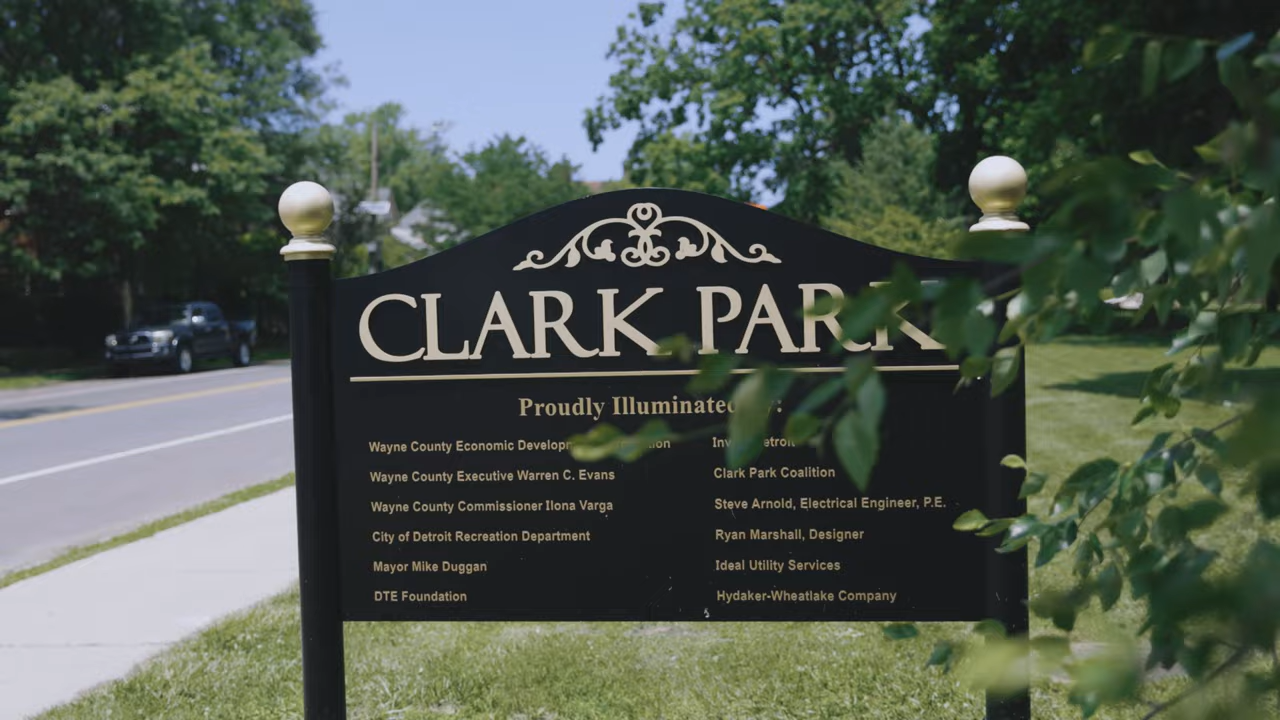 CLARK PARK
Proudly Illuminated :
Wayne County Economic
Wayne County Executive Warren C. Evans
Wayne County Commissioner Ilona Varga
City of Detroit Recreation Department
Mayor Mike Duggan
DTE Foundation
Detroit
Clark Park Coalition
Steve Arnold, Electrical Engineer, P.E.
Ryan Marshall, Designer
Ideal Utility Services
Hydaker-Wheatlake Company